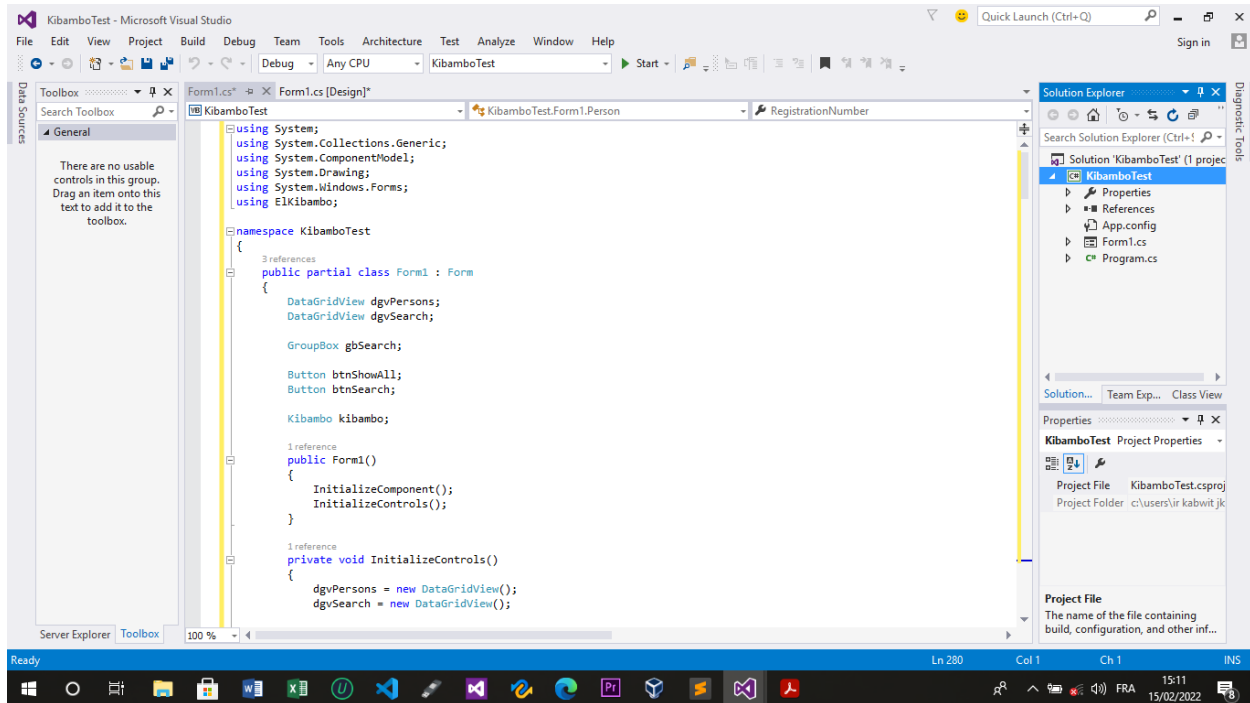 KibamboTest - Microsoft Visual Studio
Quick Launch (Ctrl+Q)
File Edit View Project Build Debug Team Tools Architecture Test Analyze Window Help
Sign in
Debug Any CPU KibamboTest Start
Data Sources
Toolbox
Search Toolbox
General
There are no usable
controls in this group.
Drag an item onto this
text to add it to the
toolbox.
Server Explorer Toolbox
Form1.cs* Form1.cs [Design]*
KibamboTest KibamboTest.Form1.Person RegistrationNumber
using System;
using System.Collections.Generic;
using System.ComponentModel;
using System.Drawing;
using System.Windows.Forms;
using ElKibambo;
namespace KibamboTest
{
3 references
public partial class Form1 : Form
{
DataGridView dgvPersons;
DataGridView dgvSearch;
GroupBox gbSearch;
Button btnShowAll;
Button btnSearch;
Kibambo kibambo;
1 reference
public Form1()
{
InitializeComponent();
InitializeControls();
}
1 reference
private void InitializeControls()
{
dgvPersons = new DataGridView();
dgvSearch = new DataGridView();
100 %
Solution Explorer
Search Solution Explorer (Ctrl+
Solution 'KibamboTest' (1 projec
C# KibamboTest
Properties
References
App.config
Form1.cs
C# Program.cs
Solution... Team Exp... Class View
Properties
KibamboTest Project Properties
Project File KibamboTest.csproj
Project Folder c:\users\ir kabwit jk
Project File
The name of the file containing
build, configuration, and other inf...
Diagnostic Tools
Ready Ln 280 Col 1 Ch 1 INS
FRA
15:11
15/02/2022
8